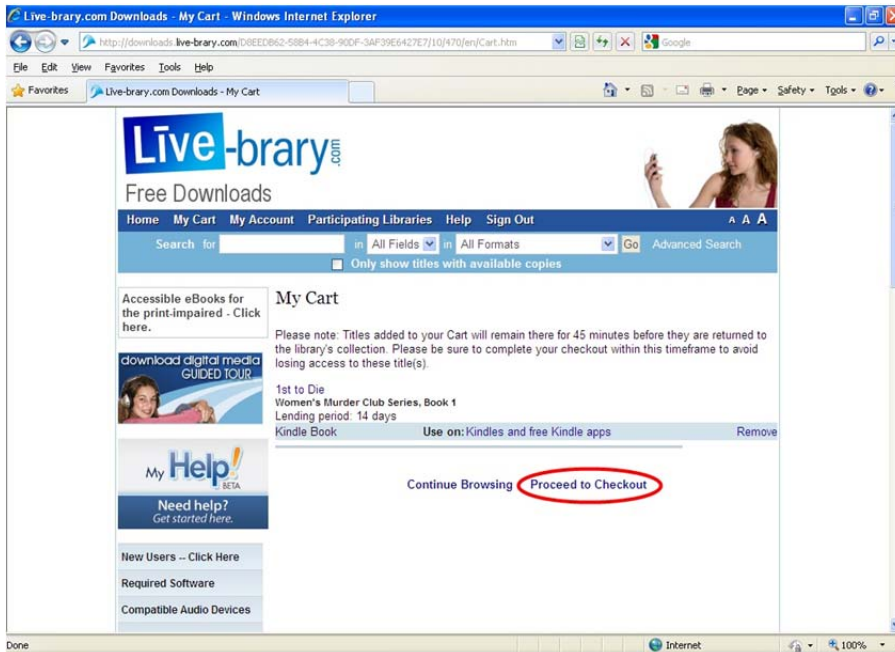 Live-brary.com Downloads - My Cart - Windows Internet Explorer
http://downloads.live-brary.com/D8EEDB62-58B4-4C38-90DF-3AF39E6427E7/10/470/en/Cart.htm
Google
File Edit View Favorites Tools Help
Favorites
Live-brary.com Downloads - My Cart
Page Safety Tools
Līve-brary.com
Free Downloads
Home My Cart My Account Participating Libraries Help Sign Out A A A
Search for in All Fields in All Formats Go Advanced Search
Only show titles with available copies
Accessible eBooks for
the print-impaired - Click
here.
download digital media
GUIDED TOUR
My Help!
BETA
Need help?
Get started here.
New Users -- Click Here
Required Software
Compatible Audio Devices
My Cart
Please note: Titles added to your Cart will remain there for 45 minutes before they are returned to
the library's collection. Please be sure to complete your checkout within this timeframe to avoid
losing access to these title(s).
1st to Die
Women's Murder Club Series, Book 1
Lending period: 14 days
Kindle Book Use on: Kindles and free Kindle apps Remove
Continue Browsing Proceed to Checkout
Done Internet 100%